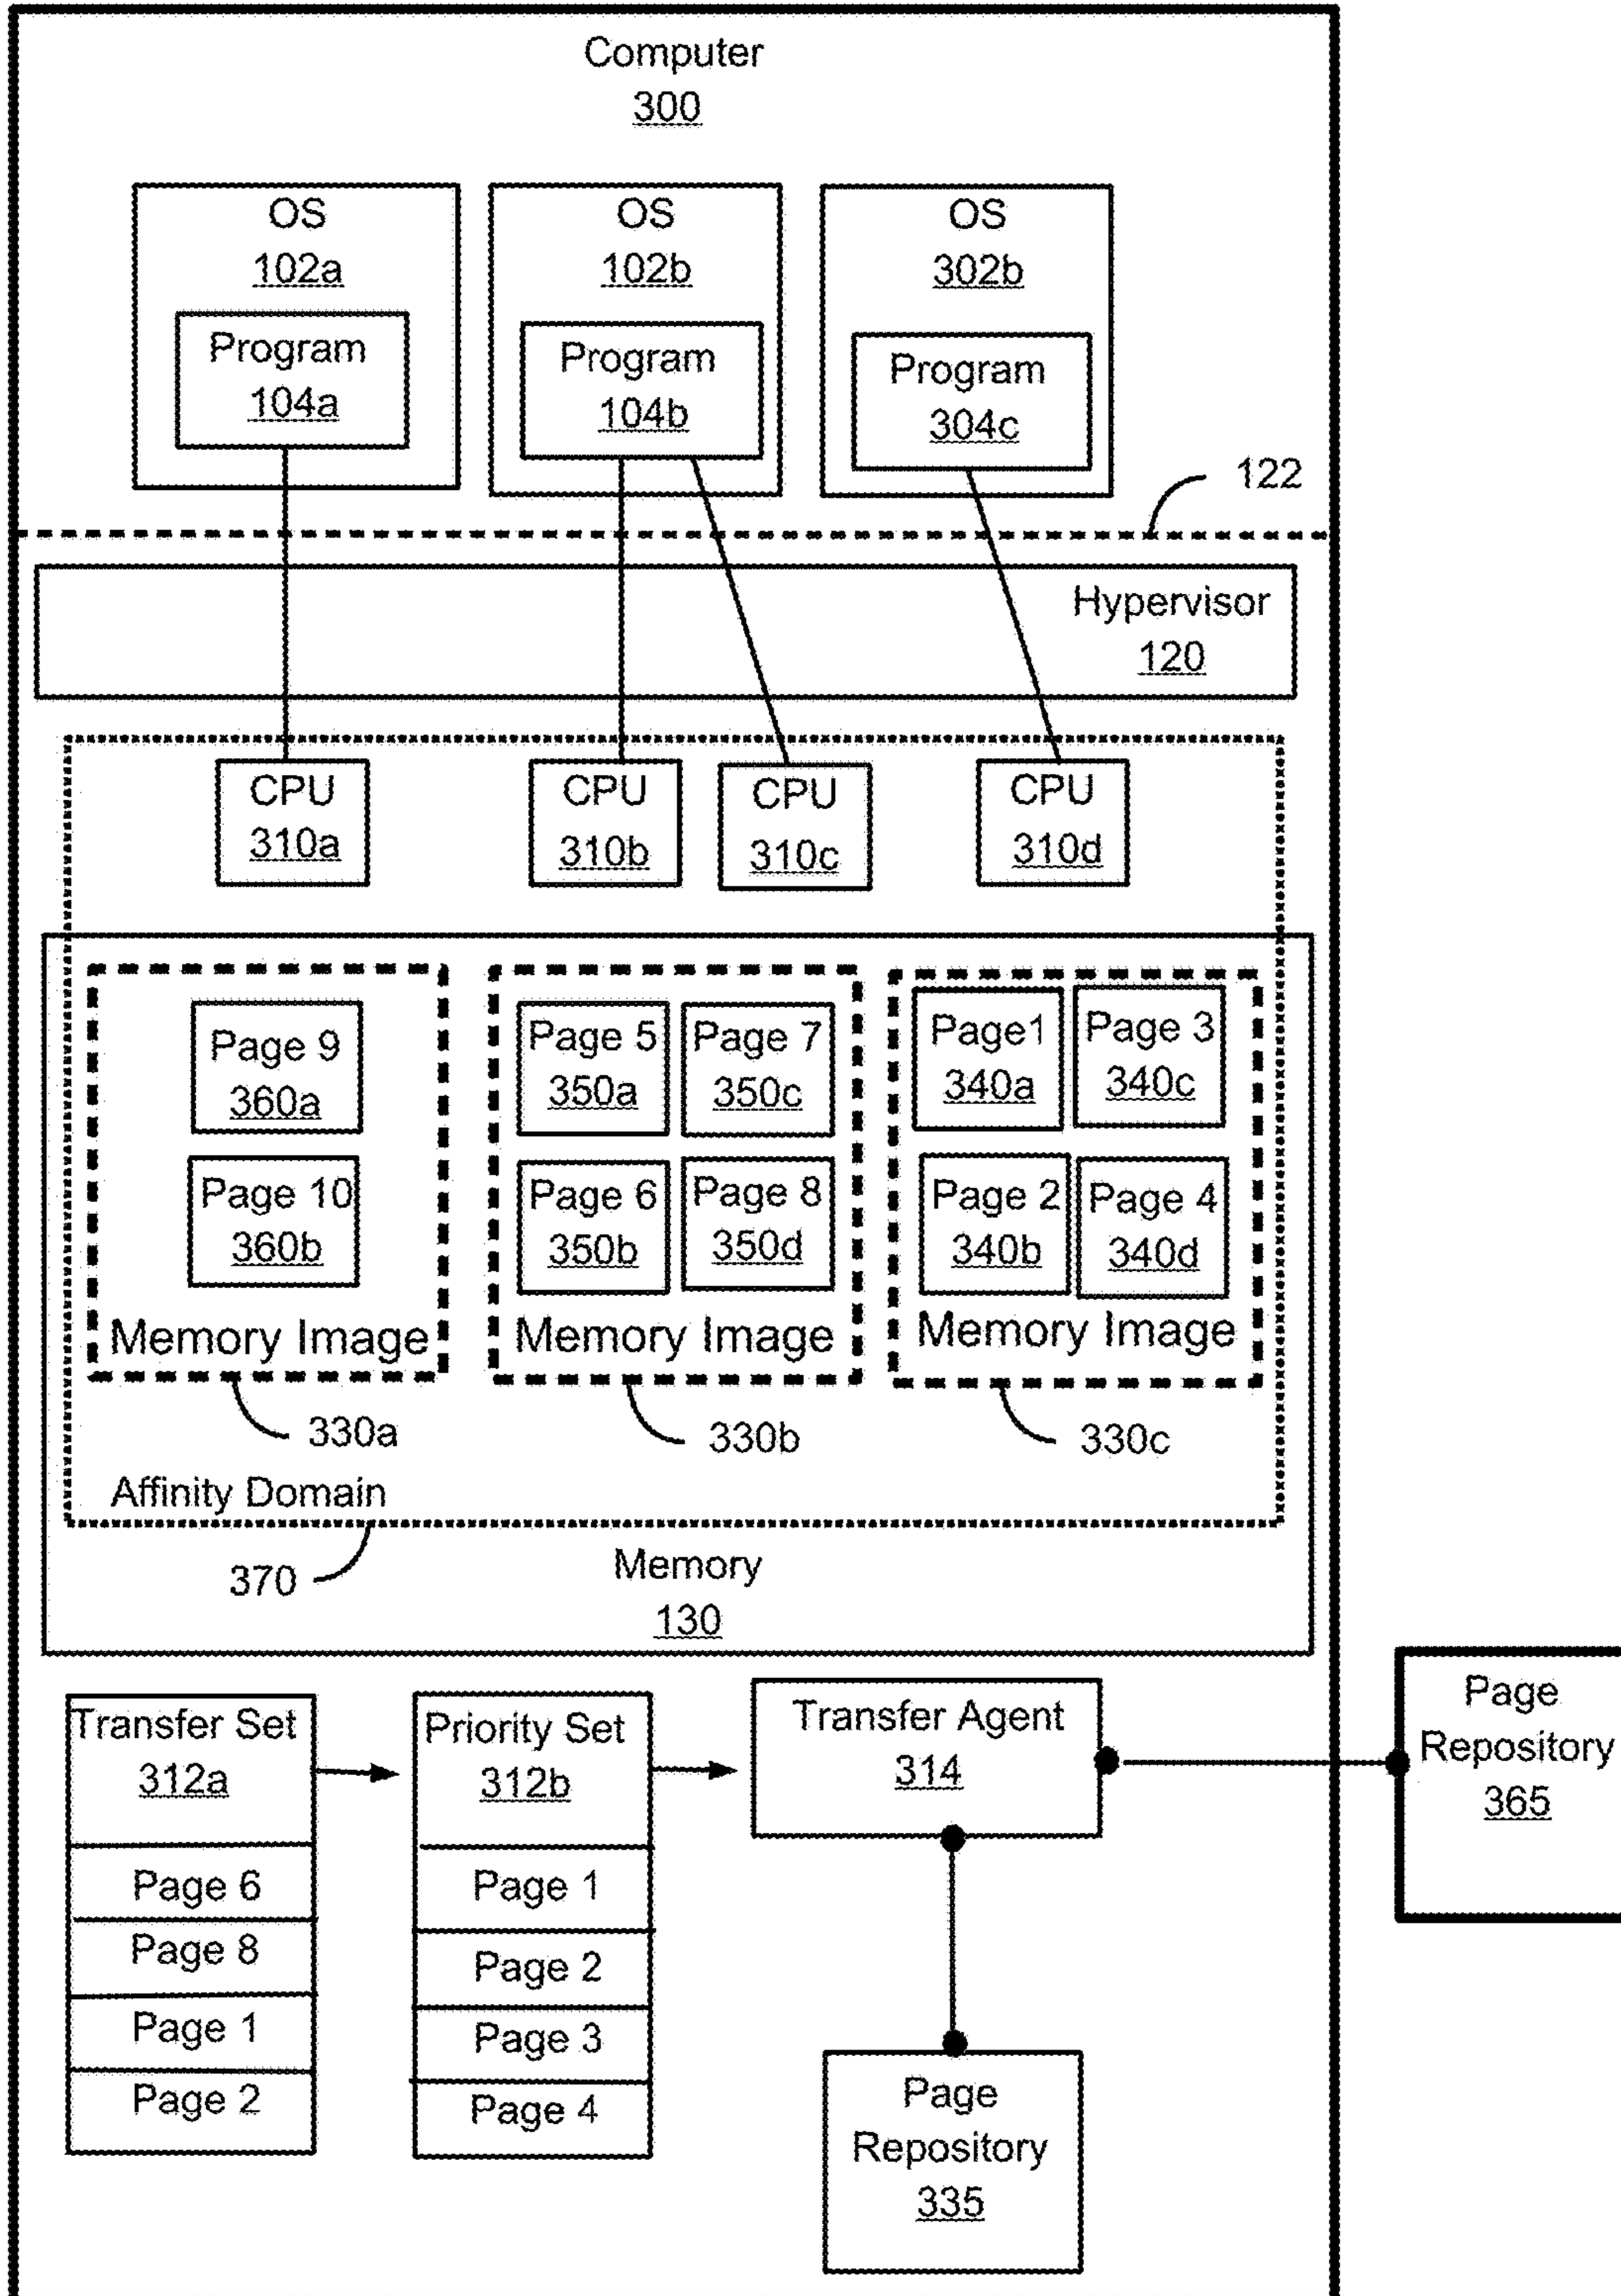 Computer
300
OS
102a
Program
104a
OS
102b
Program
104b
OS
302b
Program
304c
122
Hypervisor
120
CPU
310a
CPU
310b
CPU
310c
CPU
310d
Page 9
360a
Page 10
360b
Memory Image
330a
Page 5
350a
Page 7
350c
Page 6
350b
Page 8
350d
Memory Image
330b
Page1
340a
Page 3
340c
Page 2
340b
Page 4
340d
Memory Image
330c
Affinity Domain
370
Memory
130
Transfer Set
312a
Page 6
Page 8
Page 1
Page 2
Priority Set
312b
Page 1
Page 2
Page 3
Page 4
Transfer Agent
314
Page
Repository
365
Page
Repository
335